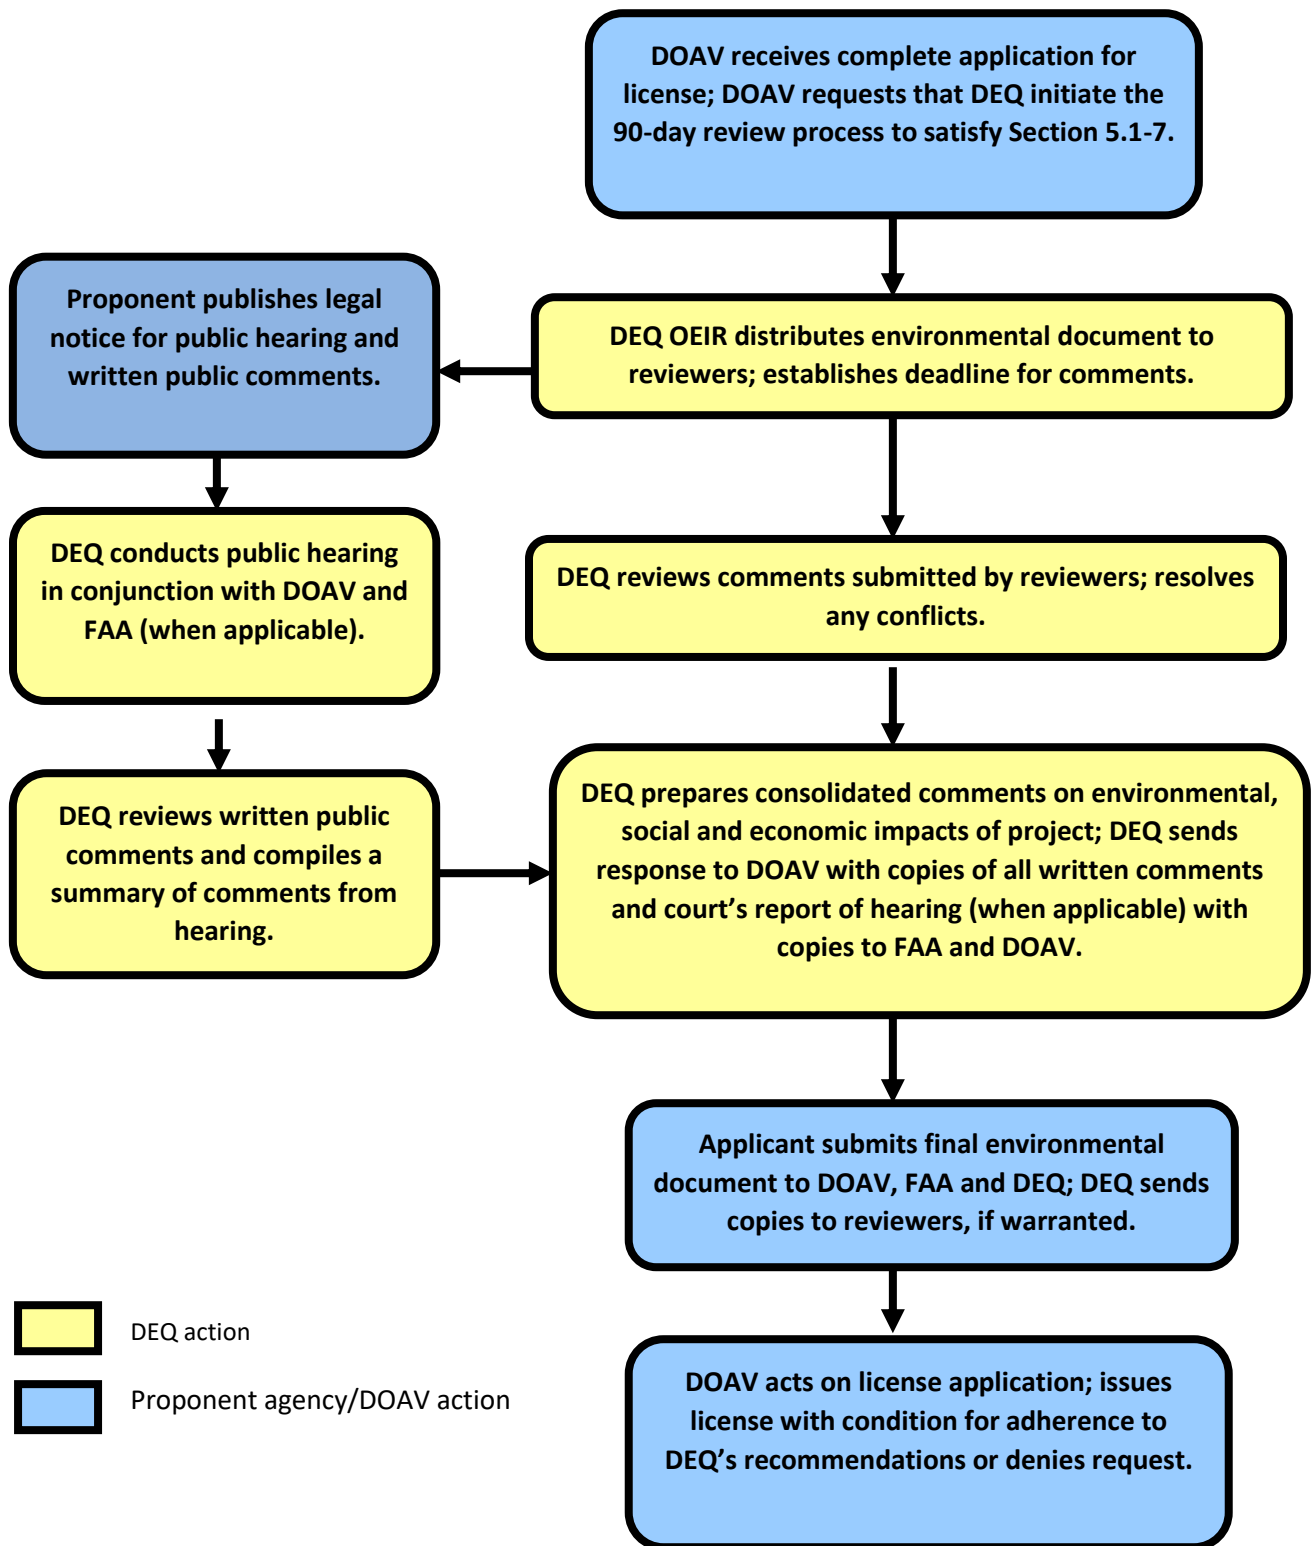 DOAV receives complete application for
license; DOAV requests that DEQ initiate the
90-day review process to satisfy Section 5.1-7.
Proponent publishes legal
notice for public hearing and
written public comments.
DEQ OEIR distributes environmental document to
reviewers; establishes deadline for comments.
DEQ conducts public hearing
in conjunction with DOAV and
FAA (when applicable).
DEQ reviews comments submitted by reviewers; resolves
any conflicts.
DEQ reviews written public
comments and compiles a
summary of comments from
hearing.
DEQ prepares consolidated comments on environmental,
social and economic impacts of project; DEQ sends
response to DOAV with copies of all written comments
and court’s report of hearing (when applicable) with
copies to FAA and DOAV.
Applicant submits final environmental
document to DOAV, FAA and DEQ; DEQ sends
copies to reviewers, if warranted.
DEQ action
Proponent agency/DOAV action
DOAV acts on license application; issues
license with condition for adherence to
DEQ’s recommendations or denies request.